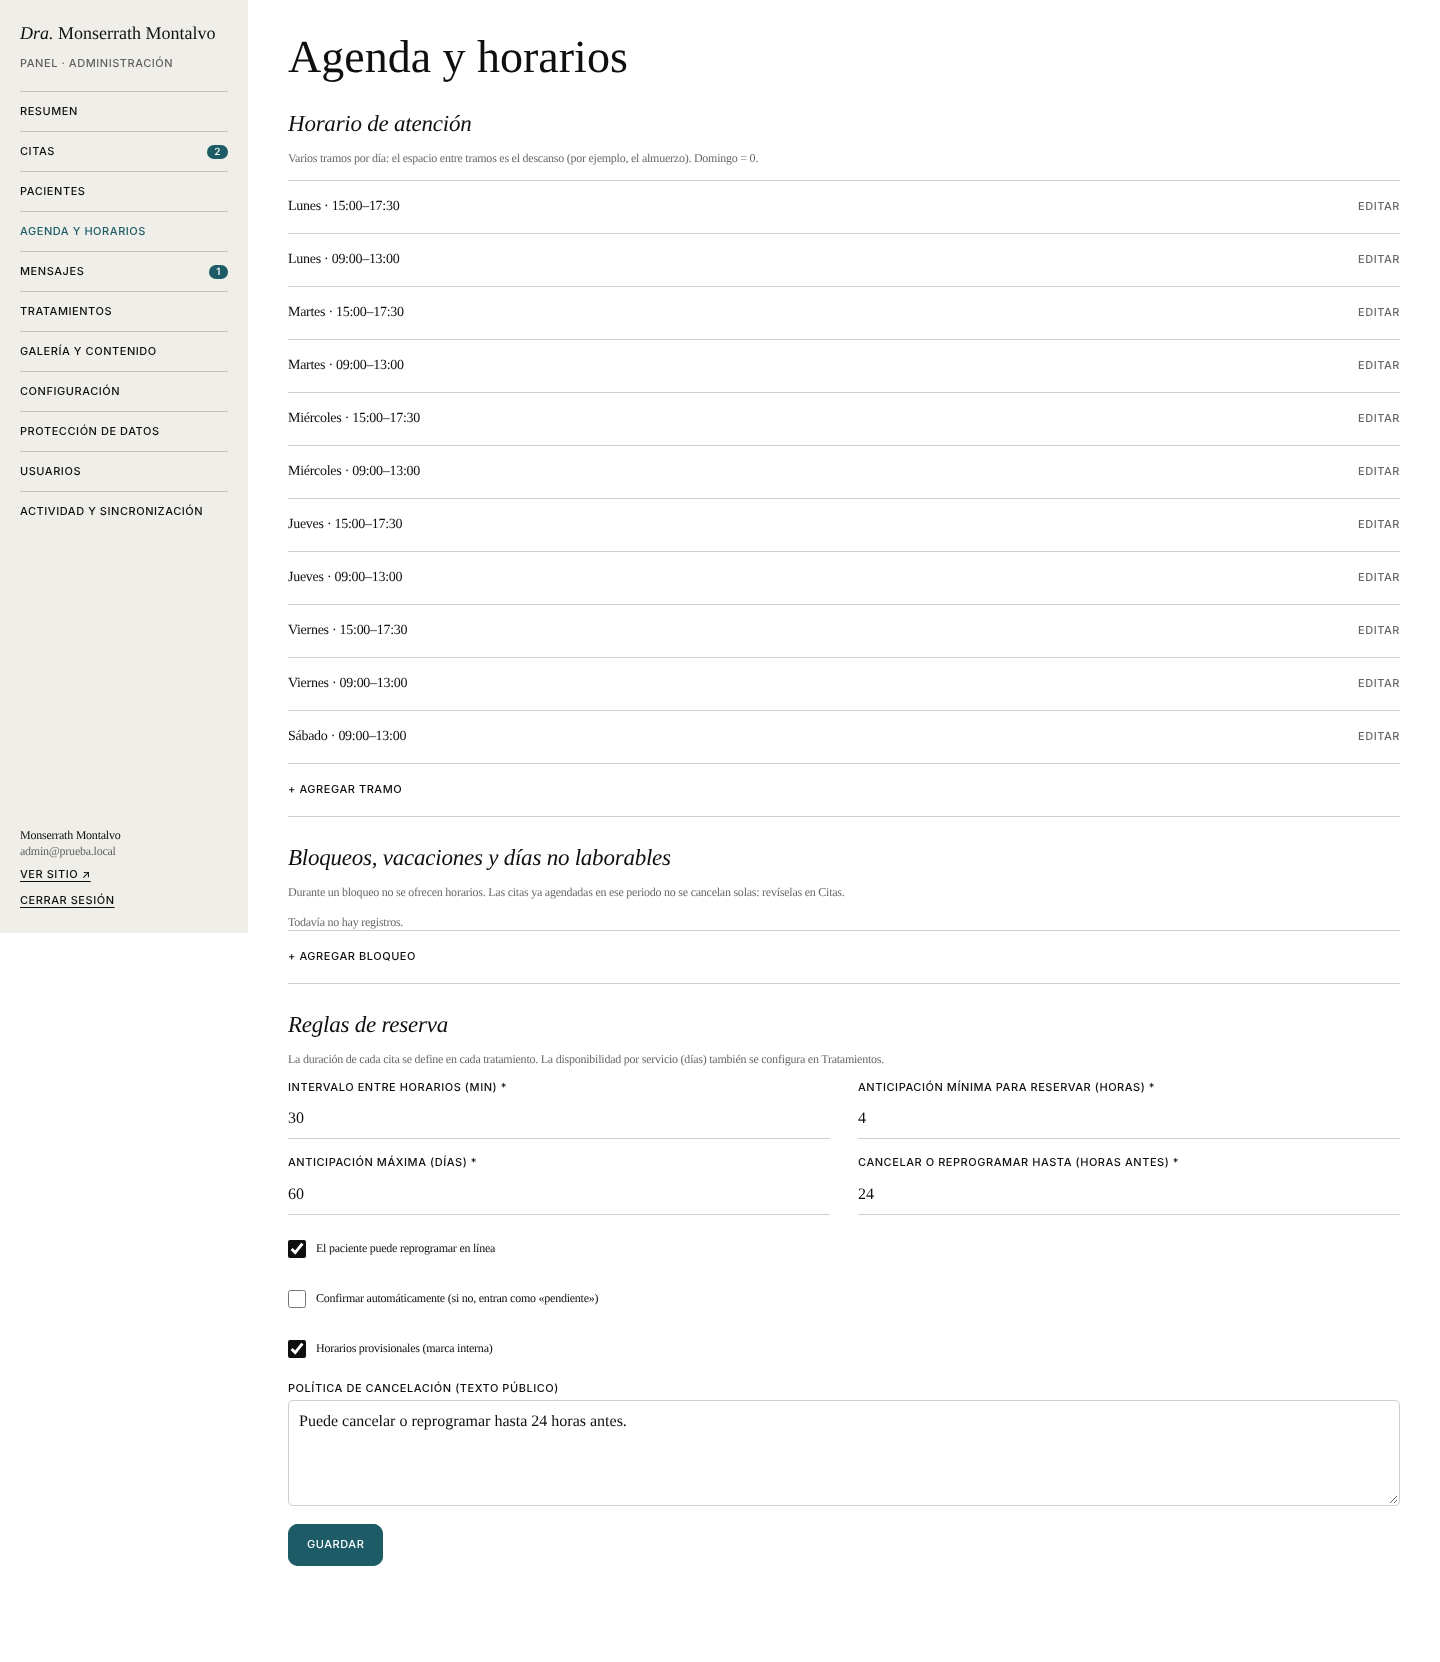 Dra. Monserrath Montalvo
PANEL · ADMINISTRACIÓN
RESUMEN
CITAS 2
PACIENTES
AGENDA Y HORARIOS
MENSAJES 1
TRATAMIENTOS
GALERÍA Y CONTENIDO
CONFIGURACIÓN
PROTECCIÓN DE DATOS
USUARIOS
ACTIVIDAD Y SINCRONIZACIÓN
Monserrath Montalvo
admin@prueba.local
VER SITIO ↗
CERRAR SESIÓN
Agenda y horarios
Horario de atención
Varios tramos por día: el espacio entre tramos es el descanso (por ejemplo, el almuerzo). Domingo = 0.
Lunes · 15:00–17:30 EDITAR
Lunes · 09:00–13:00 EDITAR
Martes · 15:00–17:30 EDITAR
Martes · 09:00–13:00 EDITAR
Miércoles · 15:00–17:30 EDITAR
Miércoles · 09:00–13:00 EDITAR
Jueves · 15:00–17:30 EDITAR
Jueves · 09:00–13:00 EDITAR
Viernes · 15:00–17:30 EDITAR
Viernes · 09:00–13:00 EDITAR
Sábado · 09:00–13:00 EDITAR
+ AGREGAR TRAMO
Bloqueos, vacaciones y días no laborables
Durante un bloqueo no se ofrecen horarios. Las citas ya agendadas en ese periodo no se cancelan solas: revíselas en Citas.
Todavía no hay registros.
+ AGREGAR BLOQUEO
Reglas de reserva
La duración de cada cita se define en cada tratamiento. La disponibilidad por servicio (días) también se configura en Tratamientos.
INTERVALO ENTRE HORARIOS (MIN) * ANTICIPACIÓN MÍNIMA PARA RESERVAR (HORAS) *
30 4
ANTICIPACIÓN MÁXIMA (DÍAS) * CANCELAR O REPROGRAMAR HASTA (HORAS ANTES) *
60 24
El paciente puede reprogramar en línea
Confirmar automáticamente (si no, entran como «pendiente»)
Horarios provisionales (marca interna)
POLÍTICA DE CANCELACIÓN (TEXTO PÚBLICO)
Puede cancelar o reprogramar hasta 24 horas antes.
GUARDAR